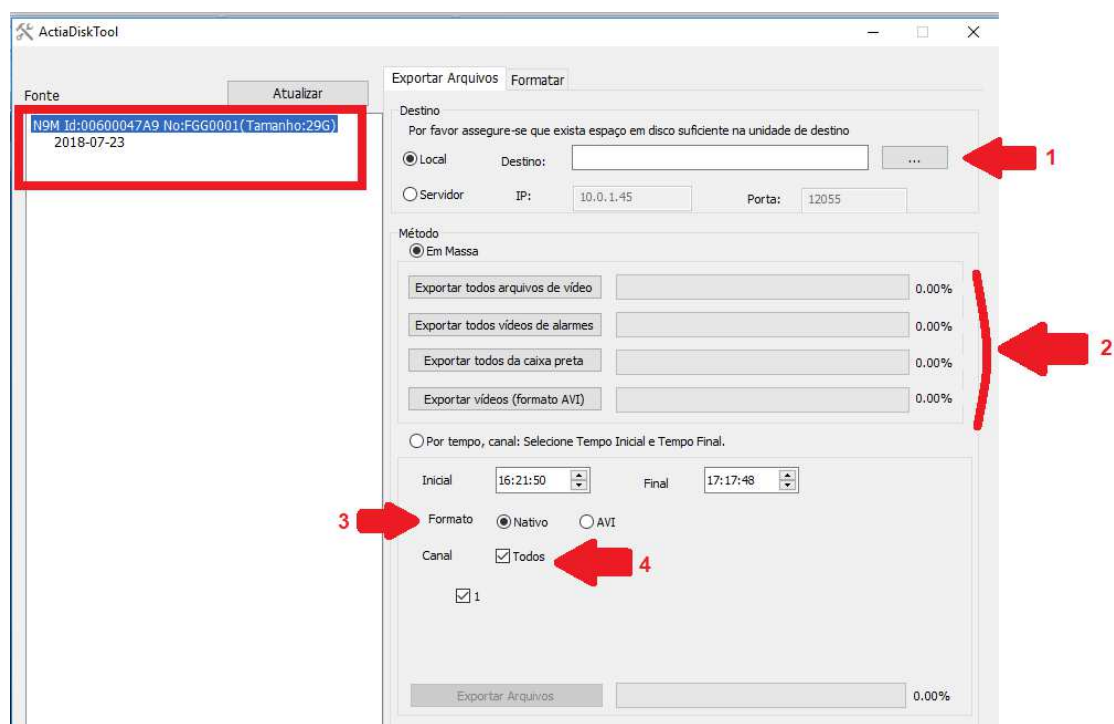 ActiaDiskTool
Fonte
Atualizar
N9M Id:00600047A9 No:FGG0001(Tamanho:29G)
2018-07-23
Exportar Arquivos Formatar
Destino
Por favor assegure-se que exista espaço em disco suficiente na unidade de destino
Local Destino: ... 1
Servidor IP: 10.0.1.45 Porta: 12055
Método
Em Massa
Exportar todos arquivos de vídeo 0.00%
Exportar todos vídeos de alarmes 0.00%
2
Exportar todos da caixa preta 0.00%
Exportar vídeos (formato AVI) 0.00%
Por tempo, canal: Selecione Tempo Inicial e Tempo Final.
Inicial 16:21:50 Final 17:17:48
3 Formato Nativo AVI
Canal Todos 4
1
Exportar Arquivos 0.00%